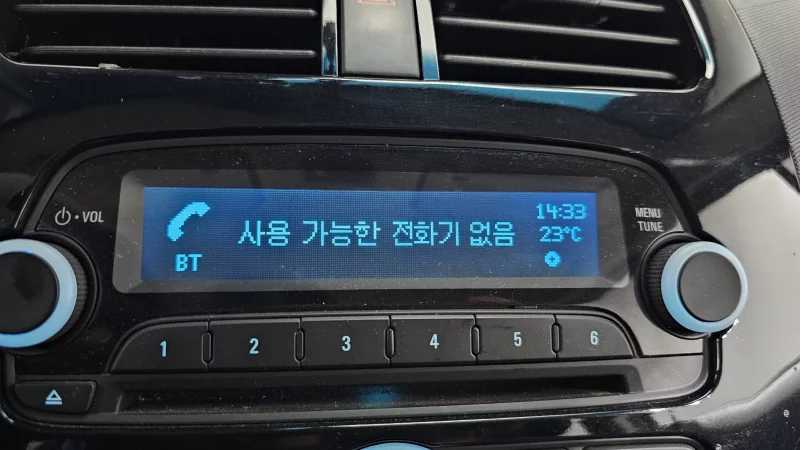 VOL
BT
사용 가능한 전화기 없음
14:33
23°C
MENU
TUNE
1 2 3 4 5 6